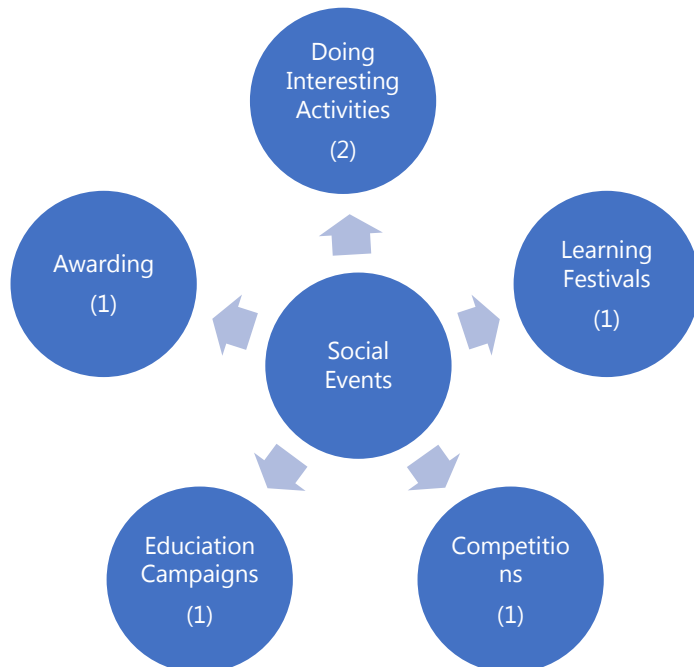 Doing
Interesting
Activities
(2)
Learning
Festivals
(1)
Competitio
ns
(1)
Educiation
Campaigns
(1)
Awarding
(1)
Social
Events